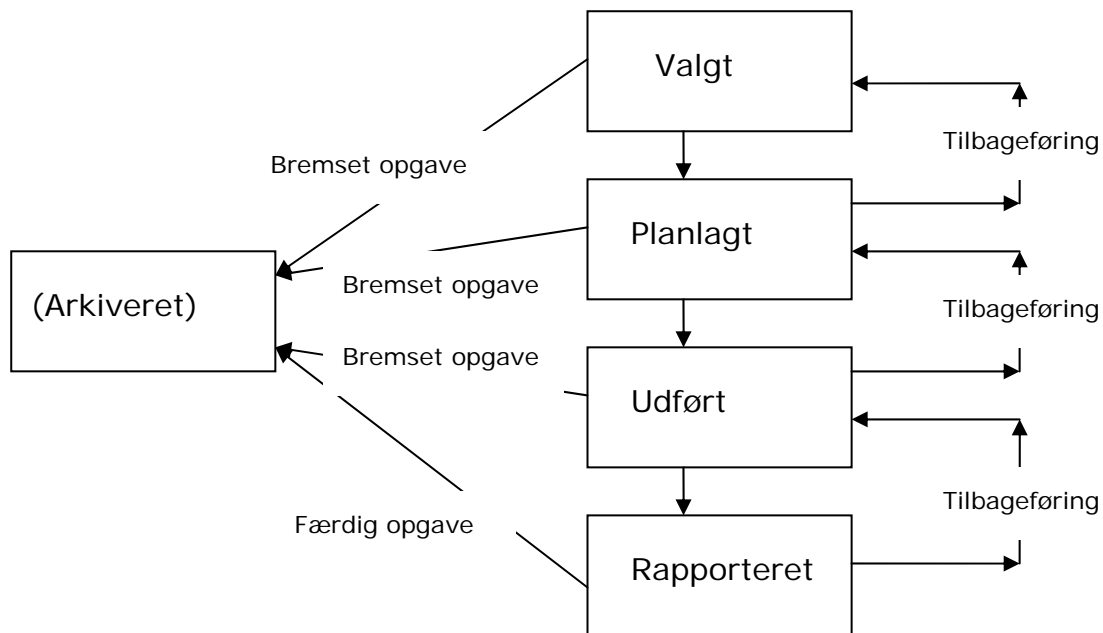 Valgt
Tilbageføring
Bremset opgave
Planlagt
Bremset opgave
(Arkiveret)
Tilbageføring
Bremset opgave
Udført
Færdig opgave
Tilbageføring
Rapporteret